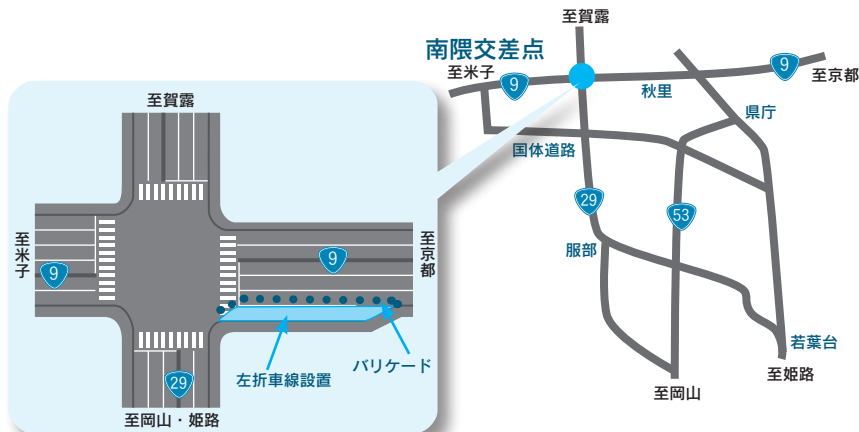 南隈交差点
至賀露
至米子
9
9
至京都
秋里
県庁
国体道路
29
53
服部
若葉台
至姫路
至岡山
至賀露
至米子
9
9
至京都
バリケード
左折車線設置
29
至岡山・姫路